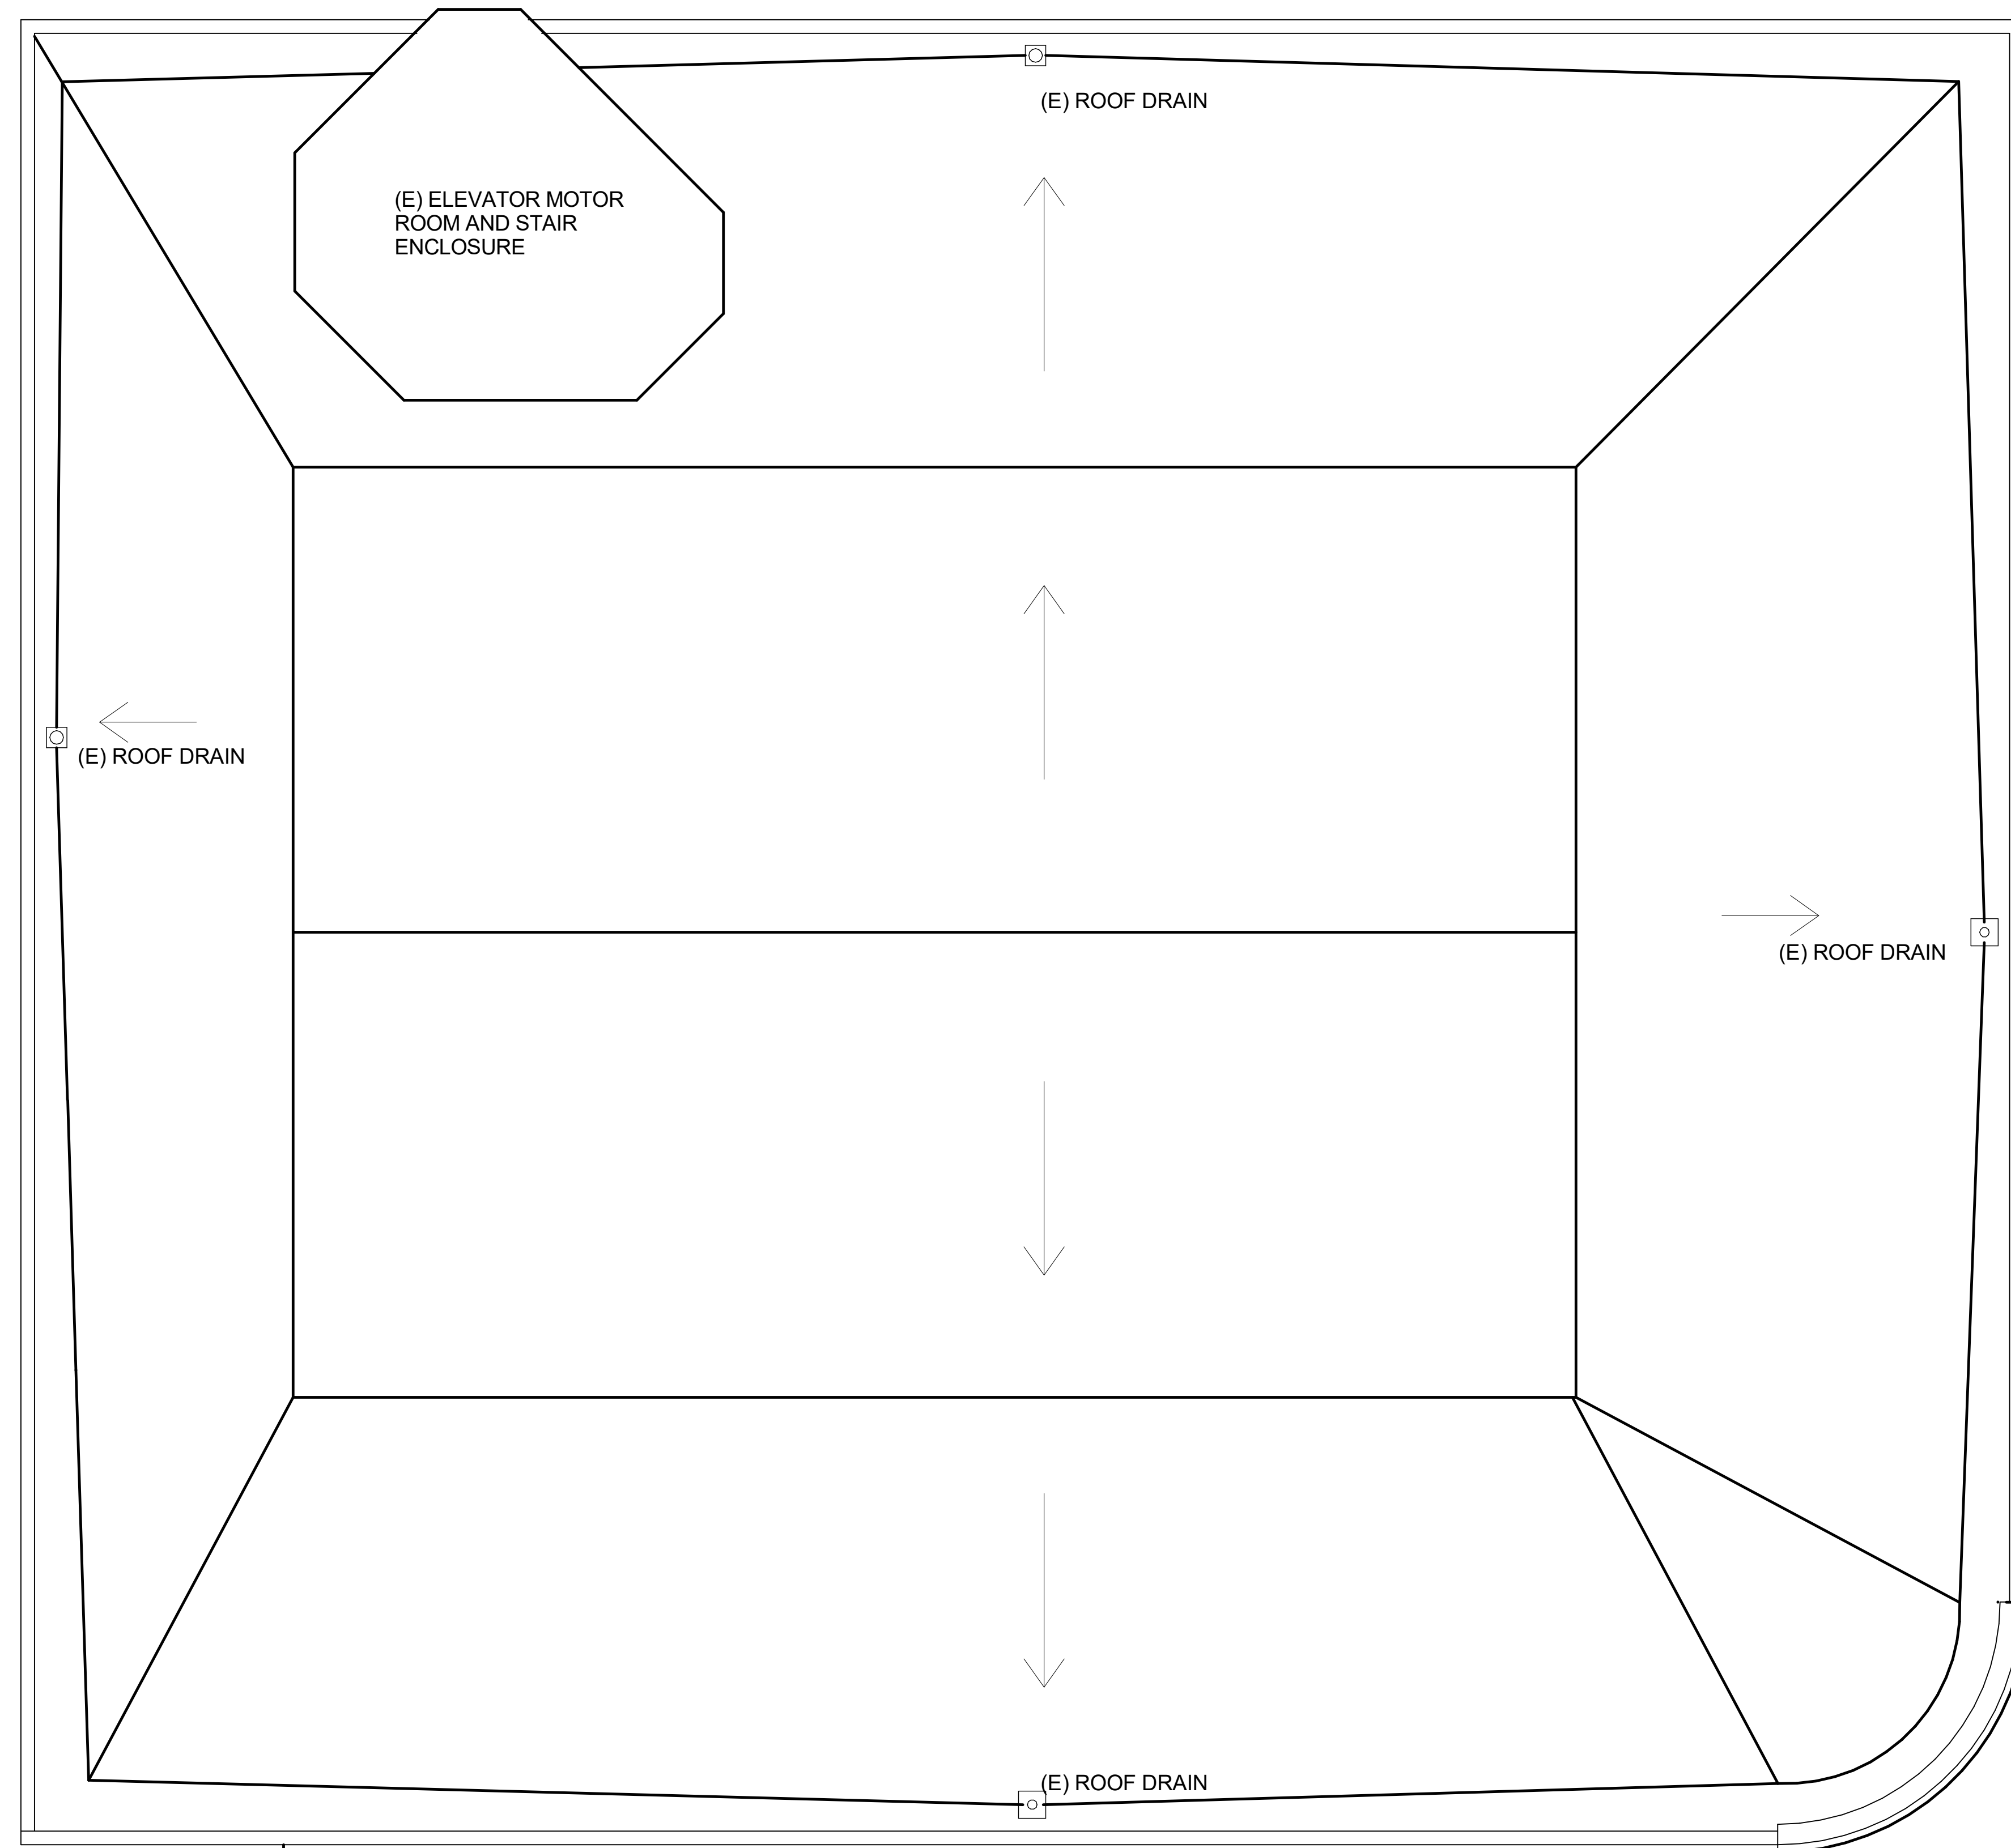 (E) ROOF DRAIN
(E) ELEVATOR MOTOR
ROOM AND STAIR
ENCLOSURE
(E) ROOF DRAIN
(E) ROOF DRAIN
(E) ROOF DRAIN